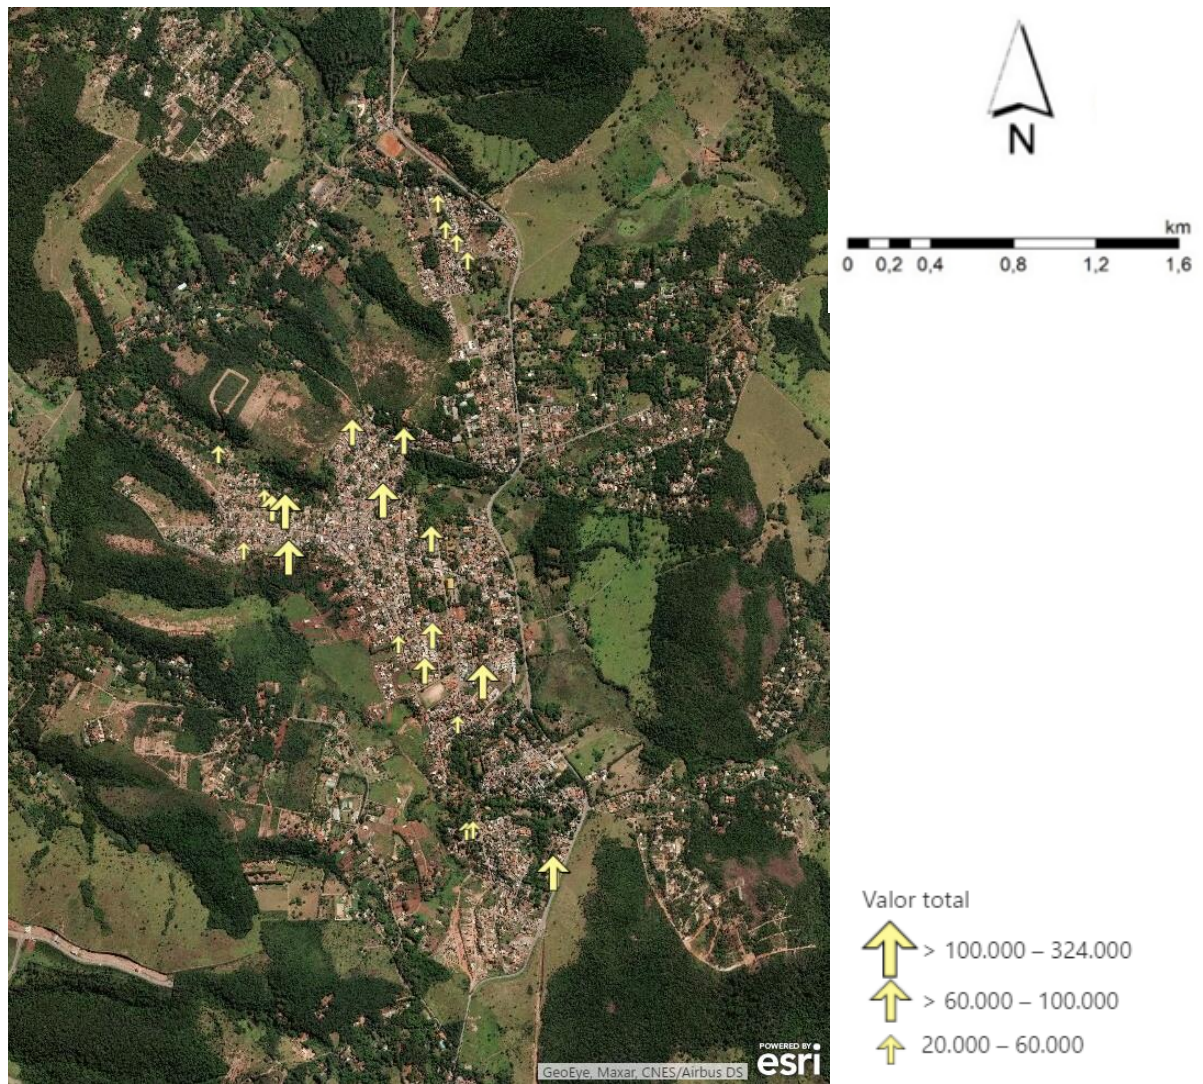 N
km
0 0,2 0,4 0,8 1,2 1,6
Valor total
> 100.000 – 324.000
> 60.000 – 100.000
20.000 – 60.000
POWERED BY
esri
GeoEye, Maxar, CNES/Airbus DS